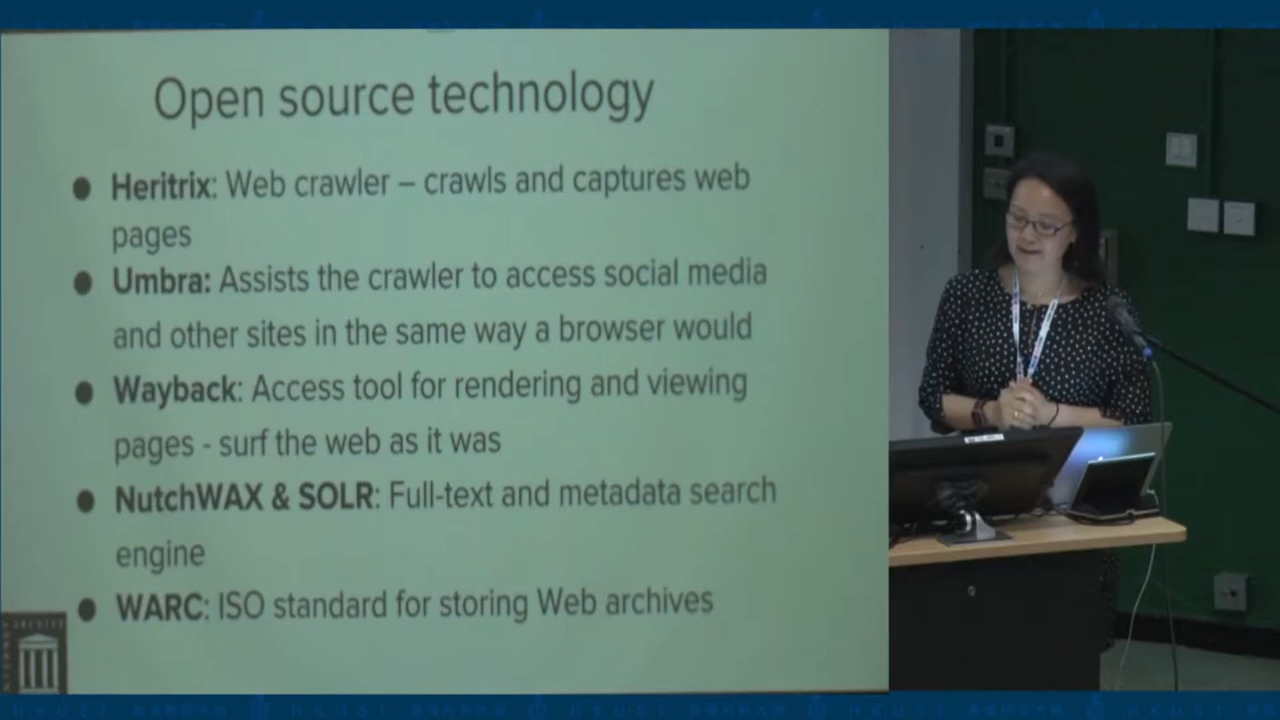 Open source technology
● Heritrix: Web crawler – crawls and captures web
pages
● Umbra: Assists the crawler to access social media
and other sites in the same way a browser would
● Wayback: Access tool for rendering and viewing
pages - surf the web as it was
● NutchWAX & SOLR: Full-text and metadata search
engine
● WARC: ISO standard for storing Web archives